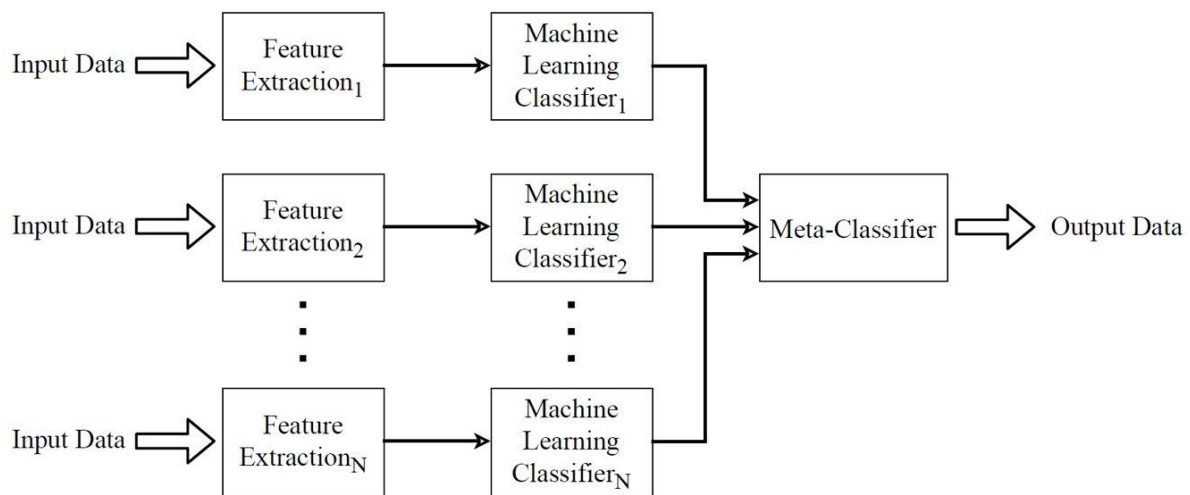 Input Data
Feature
Extraction1
Machine
Learning
Classifier1
Input Data
Feature
Extraction2
Machine
Learning
Classifier2
Meta-Classifier
Output Data
Input Data
Feature
ExtractionN
Machine
Learning
ClassifierN